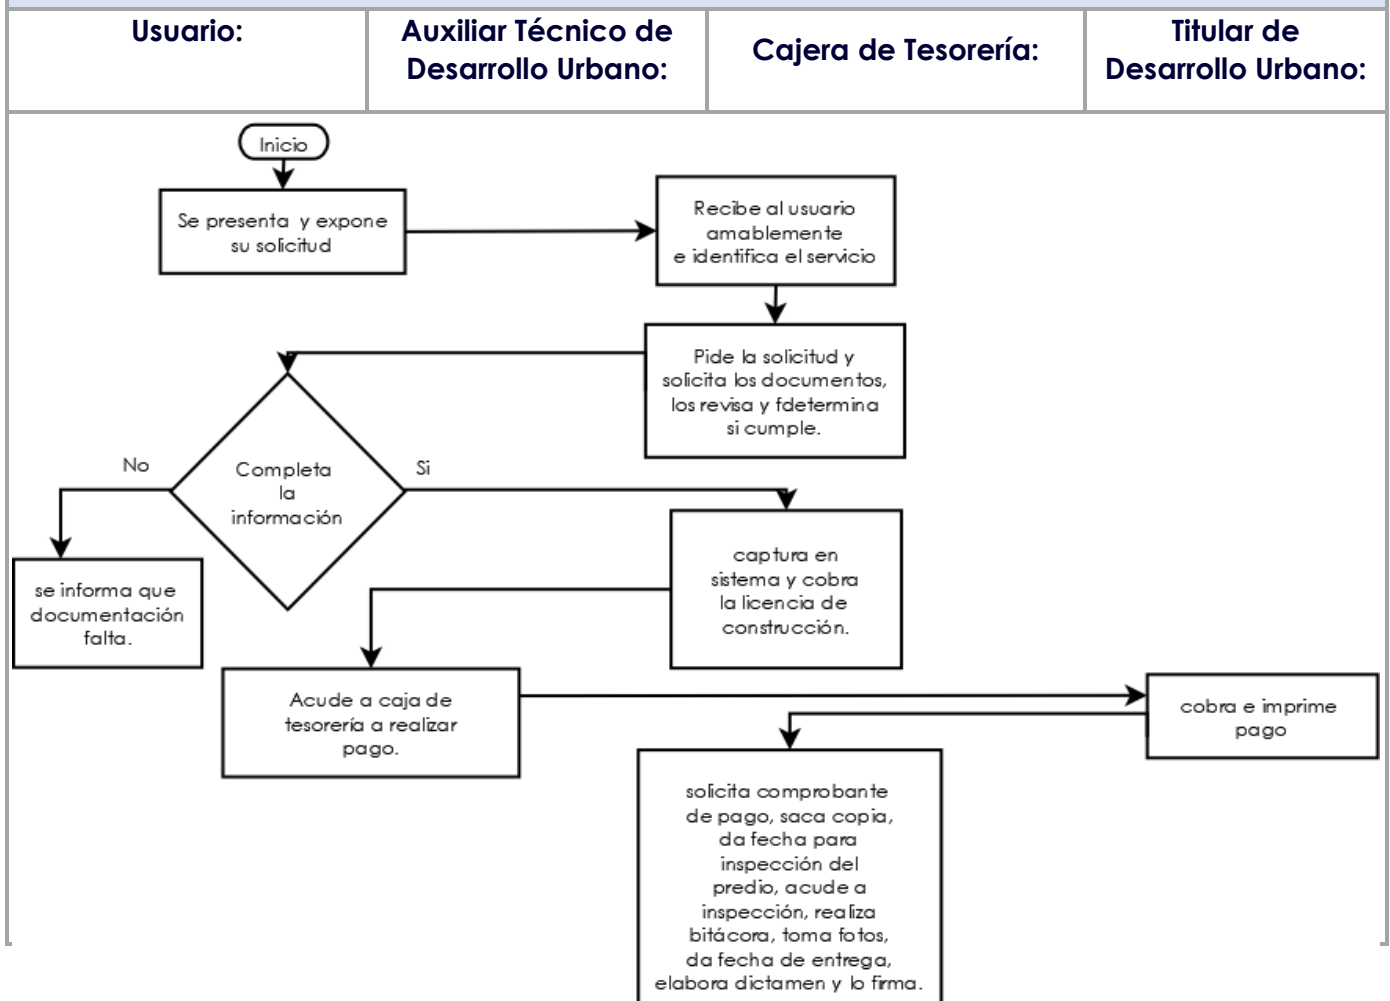 Usuario:
Auxiliar Técnico de
Desarrollo Urbano:
Cajera de Tesorería:
Titular de
Desarrollo Urbano:
Inicio
Se presenta y expone
su solicitud
Recibe al usuario
amablemente
e identifica el servicio
Pide la solicitud y
solicita los documentos,
los revisa y fdetermina
si cumple.
No
Completa
la
información
Si
captura en
sistema y cobra
la licencia de
construcción.
se informa que
documentación
falta.
Acude a caja de
tesorería a realizar
pago.
cobra e imprime
pago
solicita comprobante
de pago, saca copia,
da fecha para
inspección del
predio, acude a
inspección, realiza
bitácora, toma fotos,
da fecha de entrega,
elabora dictamen y lo firma.